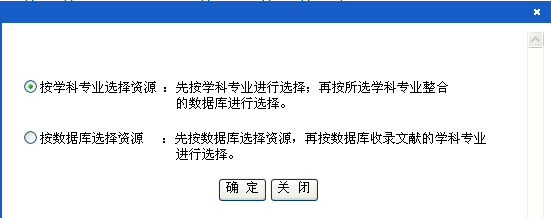 按学科专业选择资源 ：先按学科专业进行选择；再按所选学科专业整合
的数据库进行选择。
按数据库选择资源 ：先按数据库选择资源，再按数据库收录文献的学科专业
进行选择。
确 定 关 闭